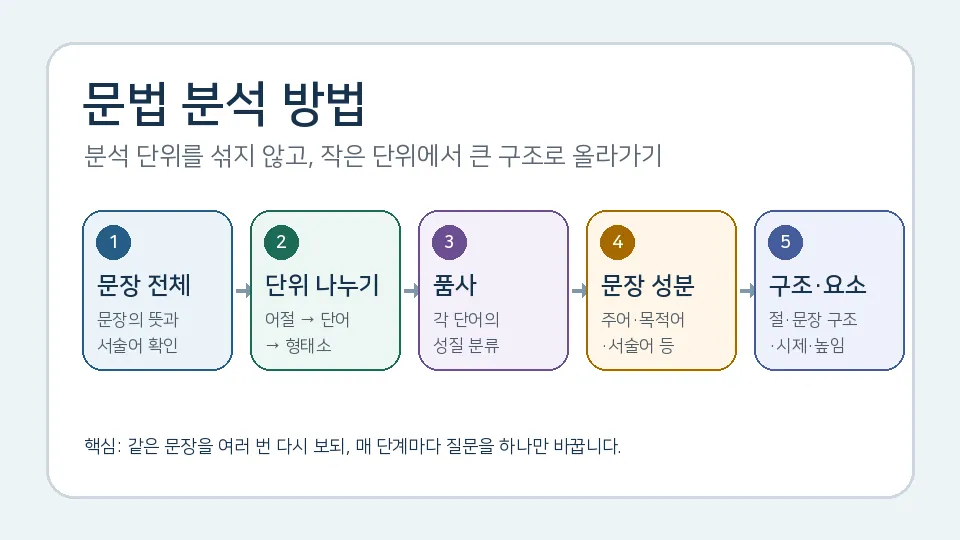 문법 분석 방법
분석 단위를 섞지 않고, 작은 단위에서 큰 구조로 올라가기
1
문장 전체
문장의 뜻과
서술어 확인
2
단위 나누기
어절 → 단어
→ 형태소
3
품사
각 단어의
성질 분류
4
문장 성분
주어·목적어
·서술어 등
5
구조·요소
절·문장 구조
·시제·높임
핵심: 같은 문장을 여러 번 다시 보되, 매 단계마다 질문을 하나만 바꿉니다.